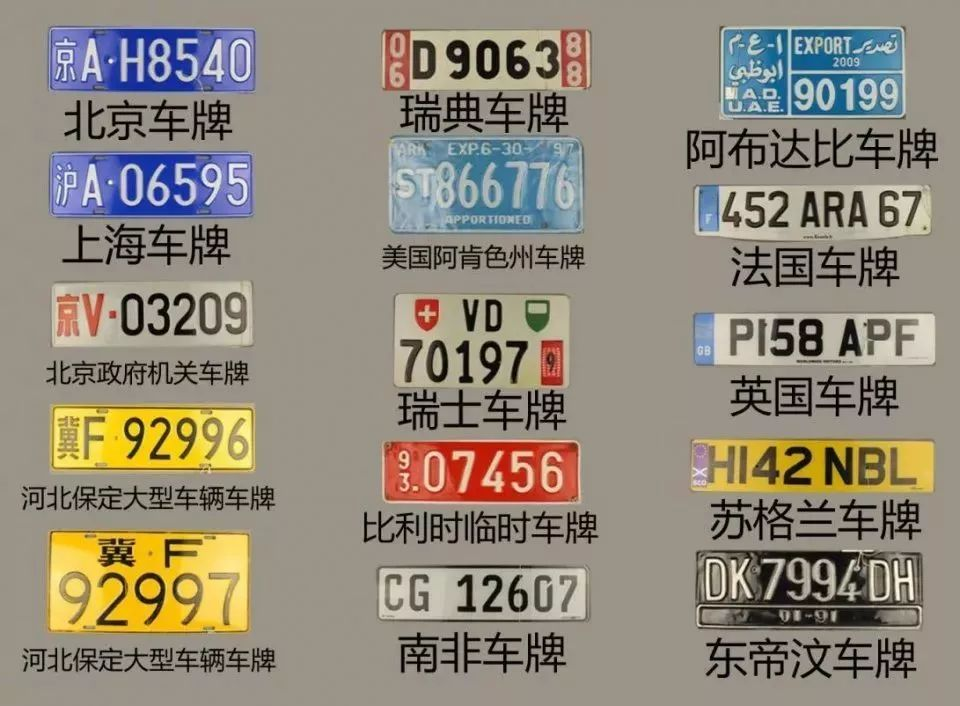 京A·H8540
北京车牌
沪A·06595
上海车牌
京V·03209
北京政府机关车牌
冀F·92996
河北保定大型车辆车牌
冀·F
92997
河北保定大型车辆车牌
06 D9063 88
瑞典车牌
ARK EXP.6-30-97
ST866776
APPORTIONED
美国阿肯色州车牌
VD
70197 9
瑞士车牌
93. 07456
比利时临时车牌
CG 12607
南非车牌
ا-ع-م EXPORT تصدير
ابوظبي 2009
A.D.
U.A.E. 90199
阿布达比车牌
F 452 ARA 67
法国车牌
GB P158 APF
英国车牌
SCO H142 NBL
苏格兰车牌
DK 7994 DH
91-91
东帝汶车牌